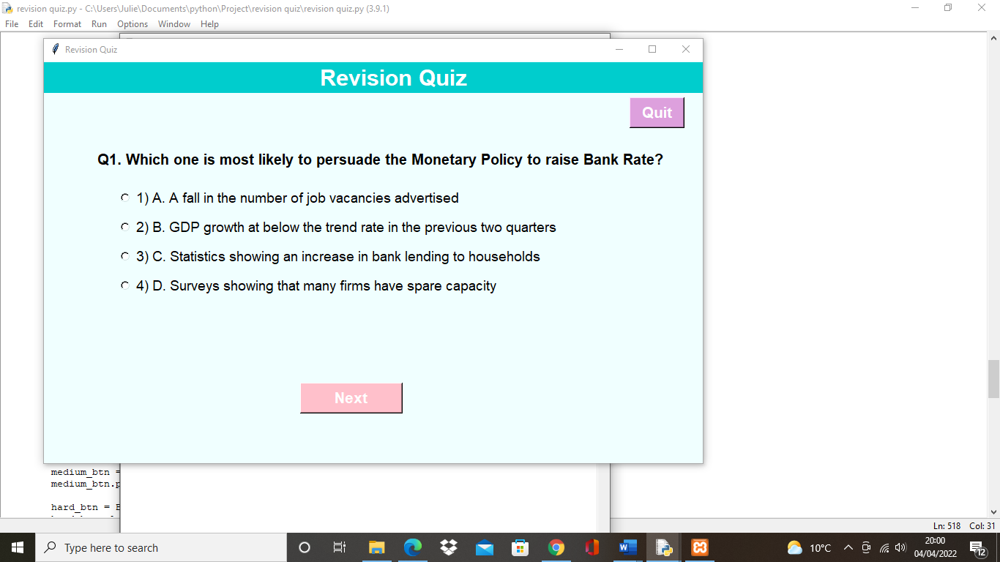 revision quiz.py - C:\Users\Julie\Documents\python\Project\revision quiz\revision quiz.py (3.9.1)
File Edit Format Run Options Window Help
Revision Quiz
Revision Quiz
Quit
Q1. Which one is most likely to persuade the Monetary Policy to raise Bank Rate?
1) A. A fall in the number of job vacancies advertised
2) B. GDP growth at below the trend rate in the previous two quarters
3) C. Statistics showing an increase in bank lending to households
4) D. Surveys showing that many firms have spare capacity
Next
medium_btn =
medium_btn.p
hard_btn =
Ln: 518 Col: 31
Type here to search
10°C
20:00
04/04/2022
12